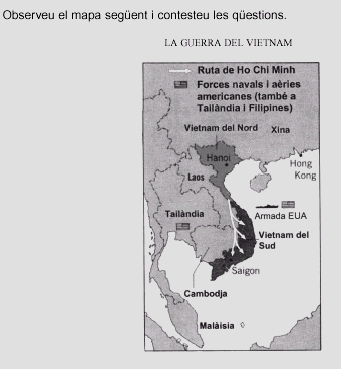 Observeu el mapa següent i contesteu les qüestions.
LA GUERRA DEL VIETNAM
Ruta de Ho Chi Minh
Forces navals i aèries
americanes (també a
Tailàndia i Filipines)
Vietnam del Nord
Xina
Hanoi
Hong
Kong
Laos
Tailàndia
Armada EUA
Vietnam del
Sud
Saigon
Cambodja
Malàisia